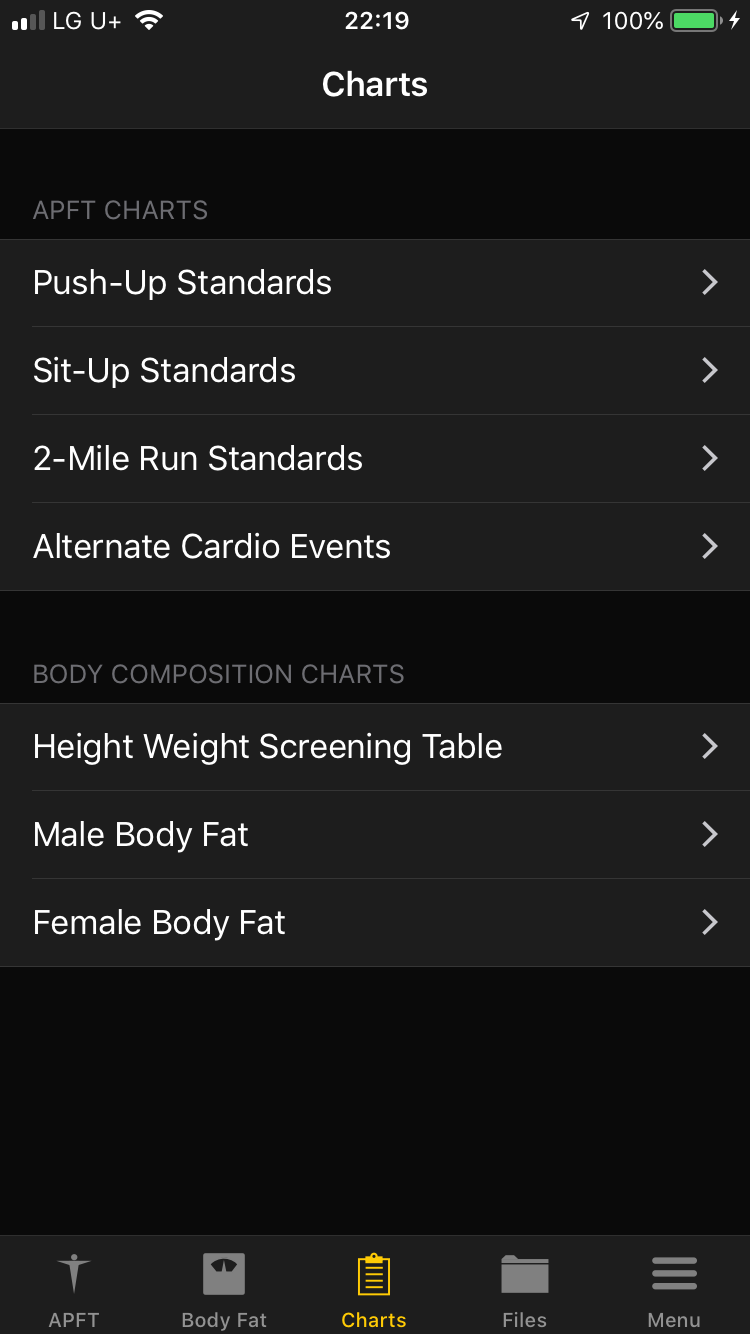 LG U+ 22:19 100%
Charts
APFT CHARTS
Push-Up Standards
Sit-Up Standards
2-Mile Run Standards
Alternate Cardio Events
BODY COMPOSITION CHARTS
Height Weight Screening Table
Male Body Fat
Female Body Fat
APFT Body Fat Charts Files Menu